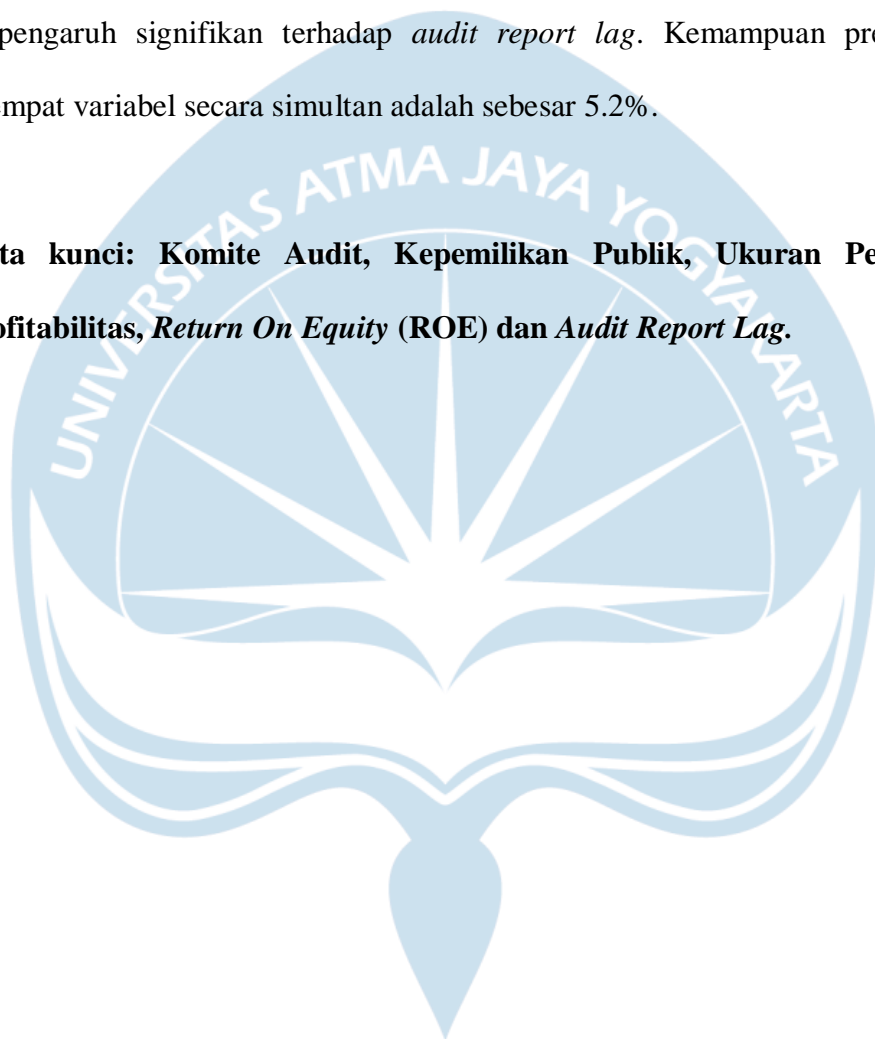 pengaruh signifikan terhadap audit report lag. Kemampuan pro
mpat variabel secara simultan adalah sebesar 5.2%.
UNIVERSITAS ATMA JAYA YOGYAKARTA
ta kunci: Komite Audit, Kepemilikan Publik, Ukuran Pe
ofitabilitas, Return On Equity (ROE) dan Audit Report Lag.